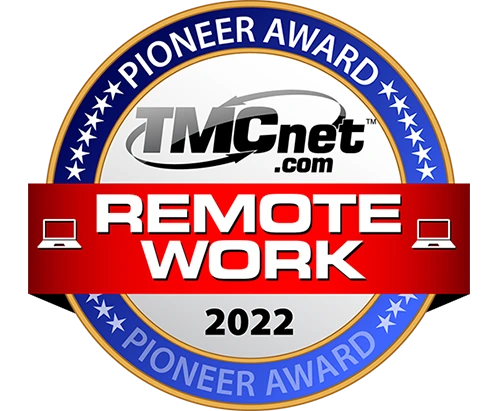 PIONEER AWARD
TMCnet™
.com
REMOTE
WORK
2022
PIONEER AWARD